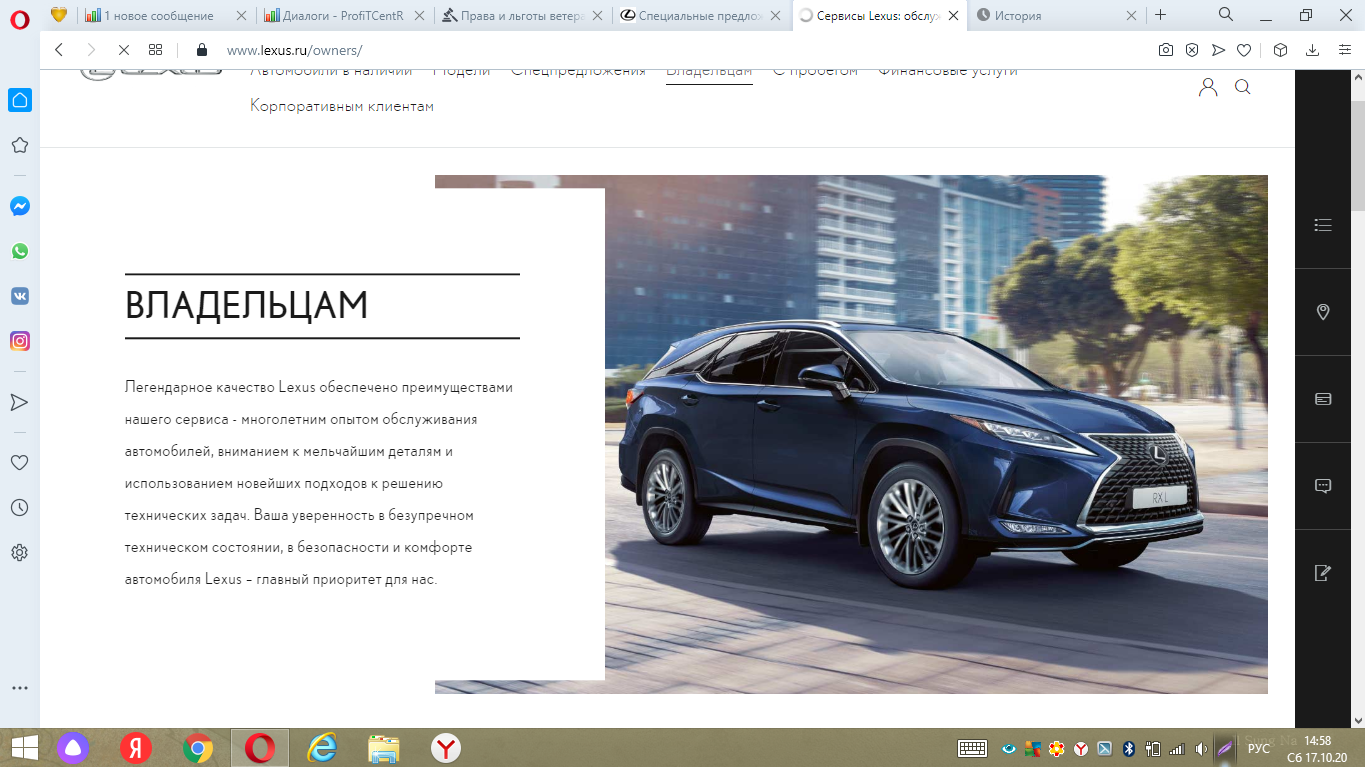 1 новое сообщение
Диалоги - ProfiTCentR
Права и льготы ветера
Специальные предлож
Сервисы Lexus: обслуж
История
www.lexus.ru/owners/
Автомобили в наличии Модели Спецпредложения Владельцам С пробегом Финансовые услуги
Корпоративным клиентам
ВЛАДЕЛЬЦАМ
Легендарное качество Lexus обеспечено преимуществами
нашего сервиса - многолетним опытом обслуживания
автомобилей, вниманием к мельчайшим деталям и
использованием новейших подходов к решению
технических задач. Ваша уверенность в безупречном
техническом состоянии, в безопасности и комфорте
автомобиля Lexus – главный приоритет для нас.
RX L
РУС
14:58
Сб 17.10.20